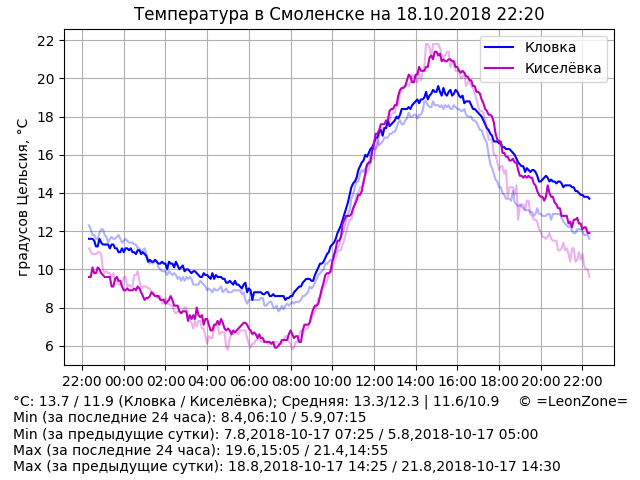 Температура в Смоленске на 18.10.2018 22:20
Кловка
Киселёвка
градусов Цельсия, °C
22
20
18
16
14
12
10
8
6
22:00 00:00 02:00 04:00 06:00 08:00 10:00 12:00 14:00 16:00 18:00 20:00 22:00
°C: 13.7 / 11.9 (Кловка / Киселёвка); Средняя: 13.3/12.3 | 11.6/10.9 © =LeonZone=
Min (за последние 24 часа): 8.4,06:10 / 5.9,07:15
Min (за предыдущие сутки): 7.8,2018-10-17 07:25 / 5.8,2018-10-17 05:00
Max (за последние 24 часа): 19.6,15:05 / 21.4,14:55
Max (за предыдущие сутки): 18.8,2018-10-17 14:25 / 21.8,2018-10-17 14:30